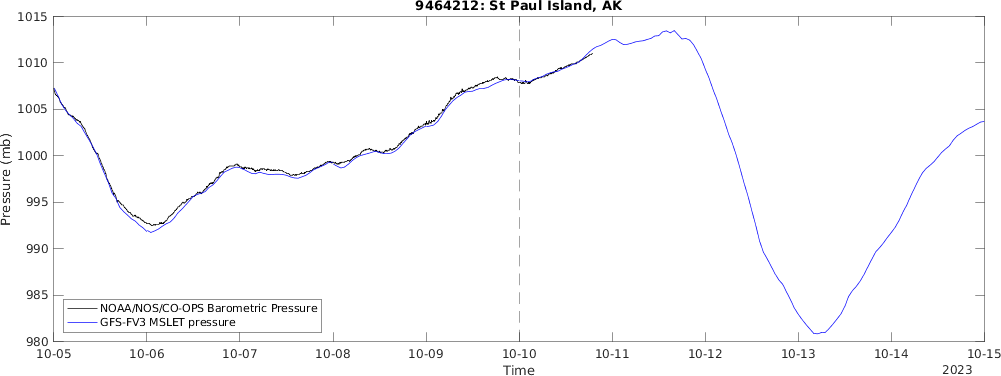 9464212: St Paul Island, AK
1015
1010
1005
1000
995
990
985
980
Pressure (mb)
NOAA/NOS/CO-OPS Barometric Pressure
GFS-FV3 MSLET pressure
10-05 10-06 10-07 10-08 10-09 10-10 10-11 10-12 10-13 10-14 10-15
Time
2023